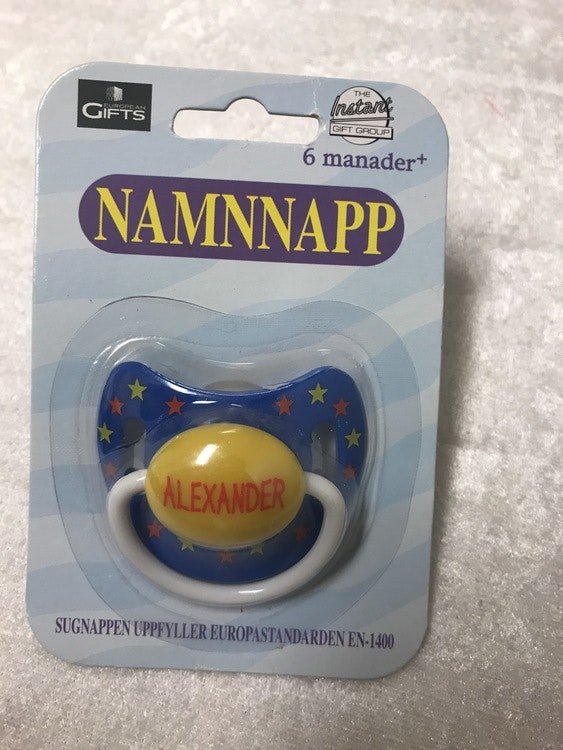 EUROPEAN
GIFTS
THE
Instant
GIFT GROUP
6 manader+
NAMNNAPP
ALEXANDER
SUGNAPPEN UPPFYLLER EUROPASTANDARDEN EN-1400